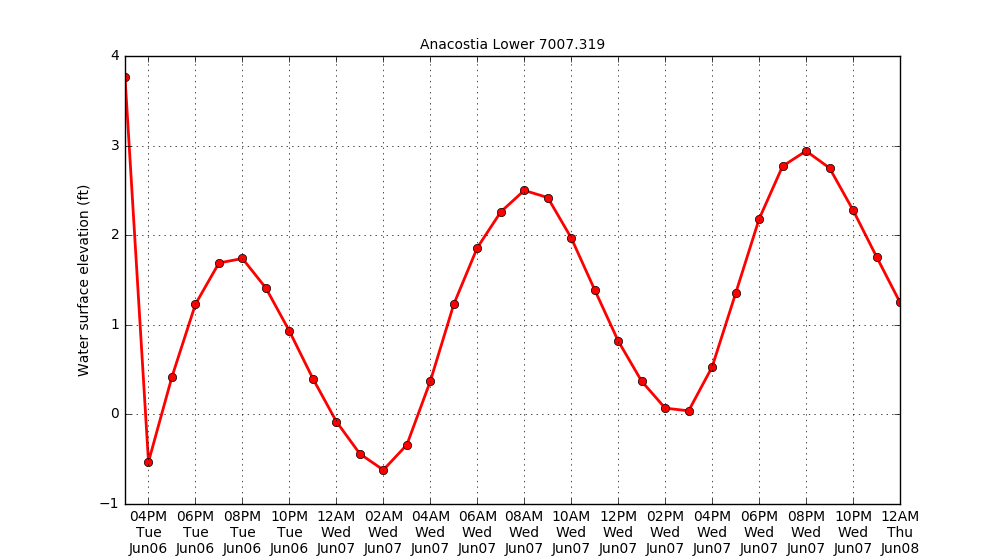 Anacostia Lower 7007.319
Water surface elevation (ft)
4
3
2
1
0
−1
04PM 06PM 08PM 10PM 12AM 02AM 04AM 06AM 08AM 10AM 12PM 02PM 04PM 06PM 08PM 10PM 12AM
Tue Tue Tue Tue Wed Wed Wed Wed Wed Wed Wed Wed Wed Wed Wed Wed Thu
Jun06 Jun06 Jun06 Jun06 Jun07 Jun07 Jun07 Jun07 Jun07 Jun07 Jun07 Jun07 Jun07 Jun07 Jun07 Jun07 Jun08